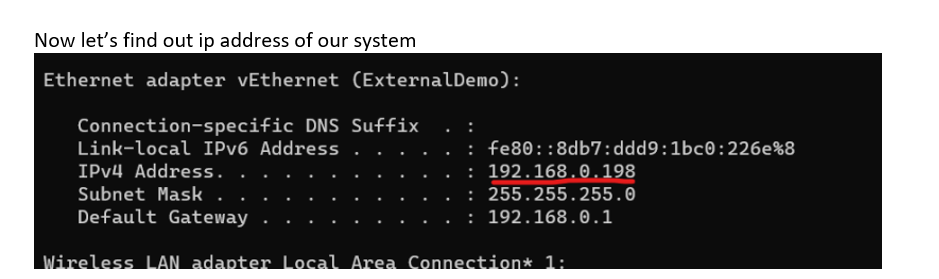 Now let’s find out ip address of our system
Ethernet adapter vEthernet (ExternalDemo):
Connection-specific DNS Suffix  . :
Link-local IPv6 Address . . . . . : fe80::8db7:ddd9:1bc0:226e%8
IPv4 Address. . . . . . . . . . . : 192.168.0.198
Subnet Mask . . . . . . . . . . . : 255.255.255.0
Default Gateway . . . . . . . . . : 192.168.0.1
Wireless LAN adapter Local Area Connection* 1: